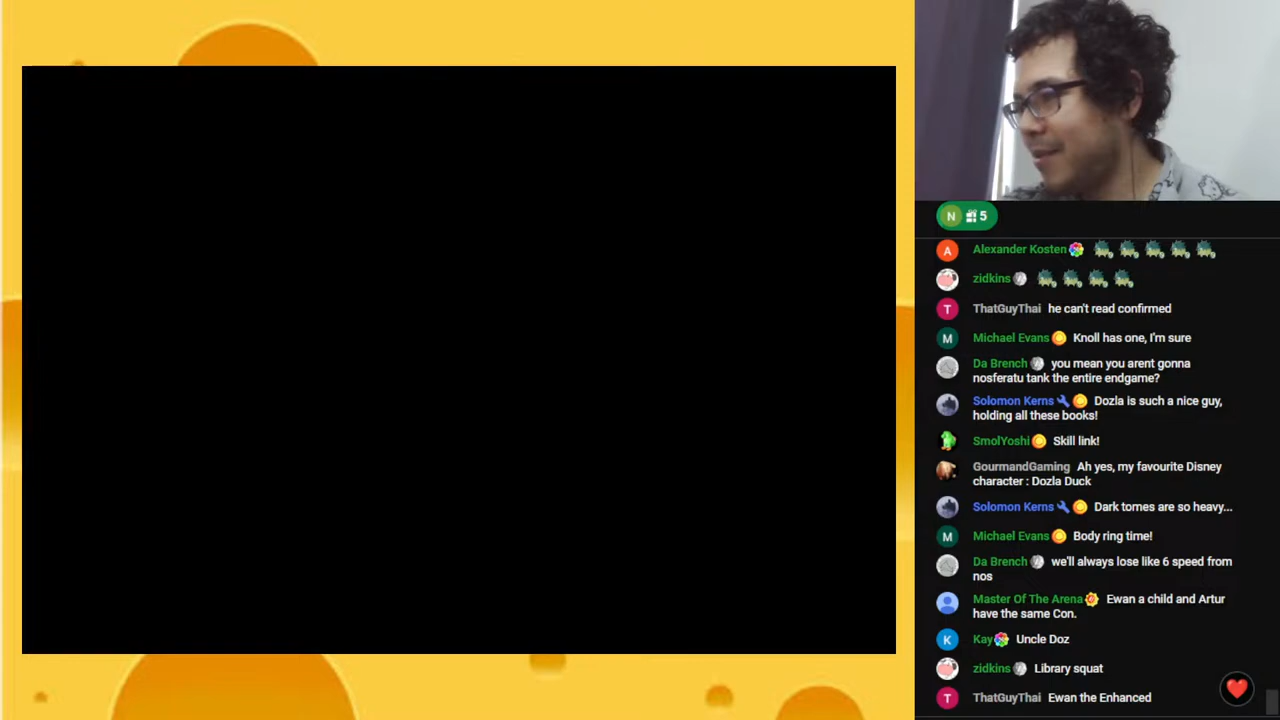 N 5
A Alexander Kosten
zidkins
T ThatGuyThai he can't read confirmed
M Michael Evans Knoll has one, I'm sure
Da Brench you mean you arent gonna
nosferatu tank the entire endgame?
Solomon Kerns Dozla is such a nice guy,
holding all these books!
SmolYoshi Skill link!
GourmandGaming Ah yes, my favourite Disney
character : Dozla Duck
Solomon Kerns Dark tomes are so heavy...
M Michael Evans Body ring time!
Da Brench we'll always lose like 6 speed from
nos
Master Of The Arena Ewan a child and Artur
have the same Con.
K Kay Uncle Doz
zidkins Library squat
T ThatGuyThai Ewan the Enhanced